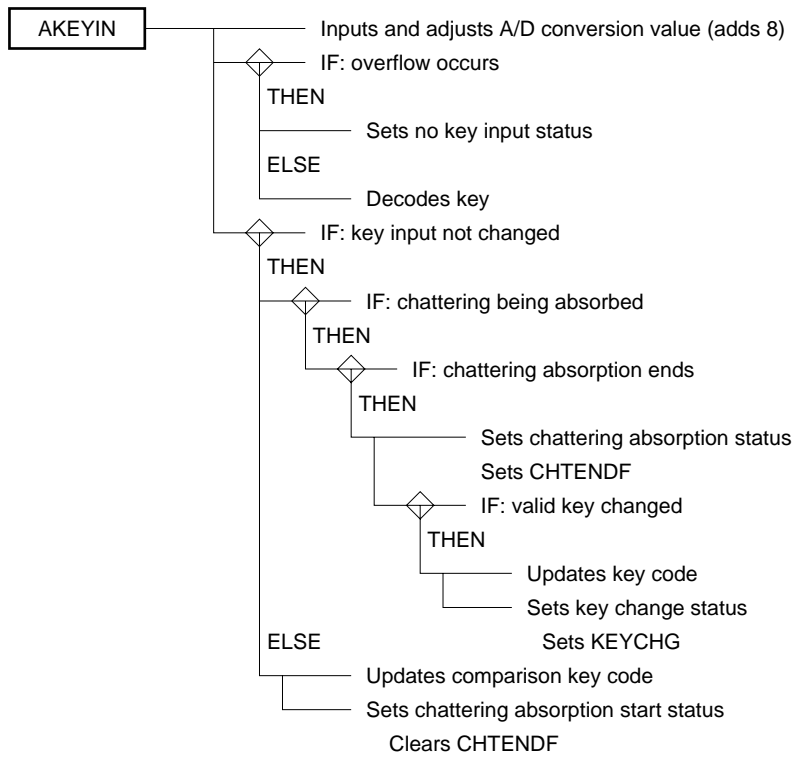 AKEYIN
Inputs and adjusts A/D conversion value (adds 8)
IF: overflow occurs
THEN
Sets no key input status
ELSE
Decodes key
IF: key input not changed
THEN
IF: chattering being absorbed
THEN
IF: chattering absorption ends
THEN
Sets chattering absorption status
Sets CHTENDF
IF: valid key changed
THEN
Updates key code
Sets key change status
Sets KEYCHG
ELSE
Updates comparison key code
Sets chattering absorption start status
Clears CHTENDF